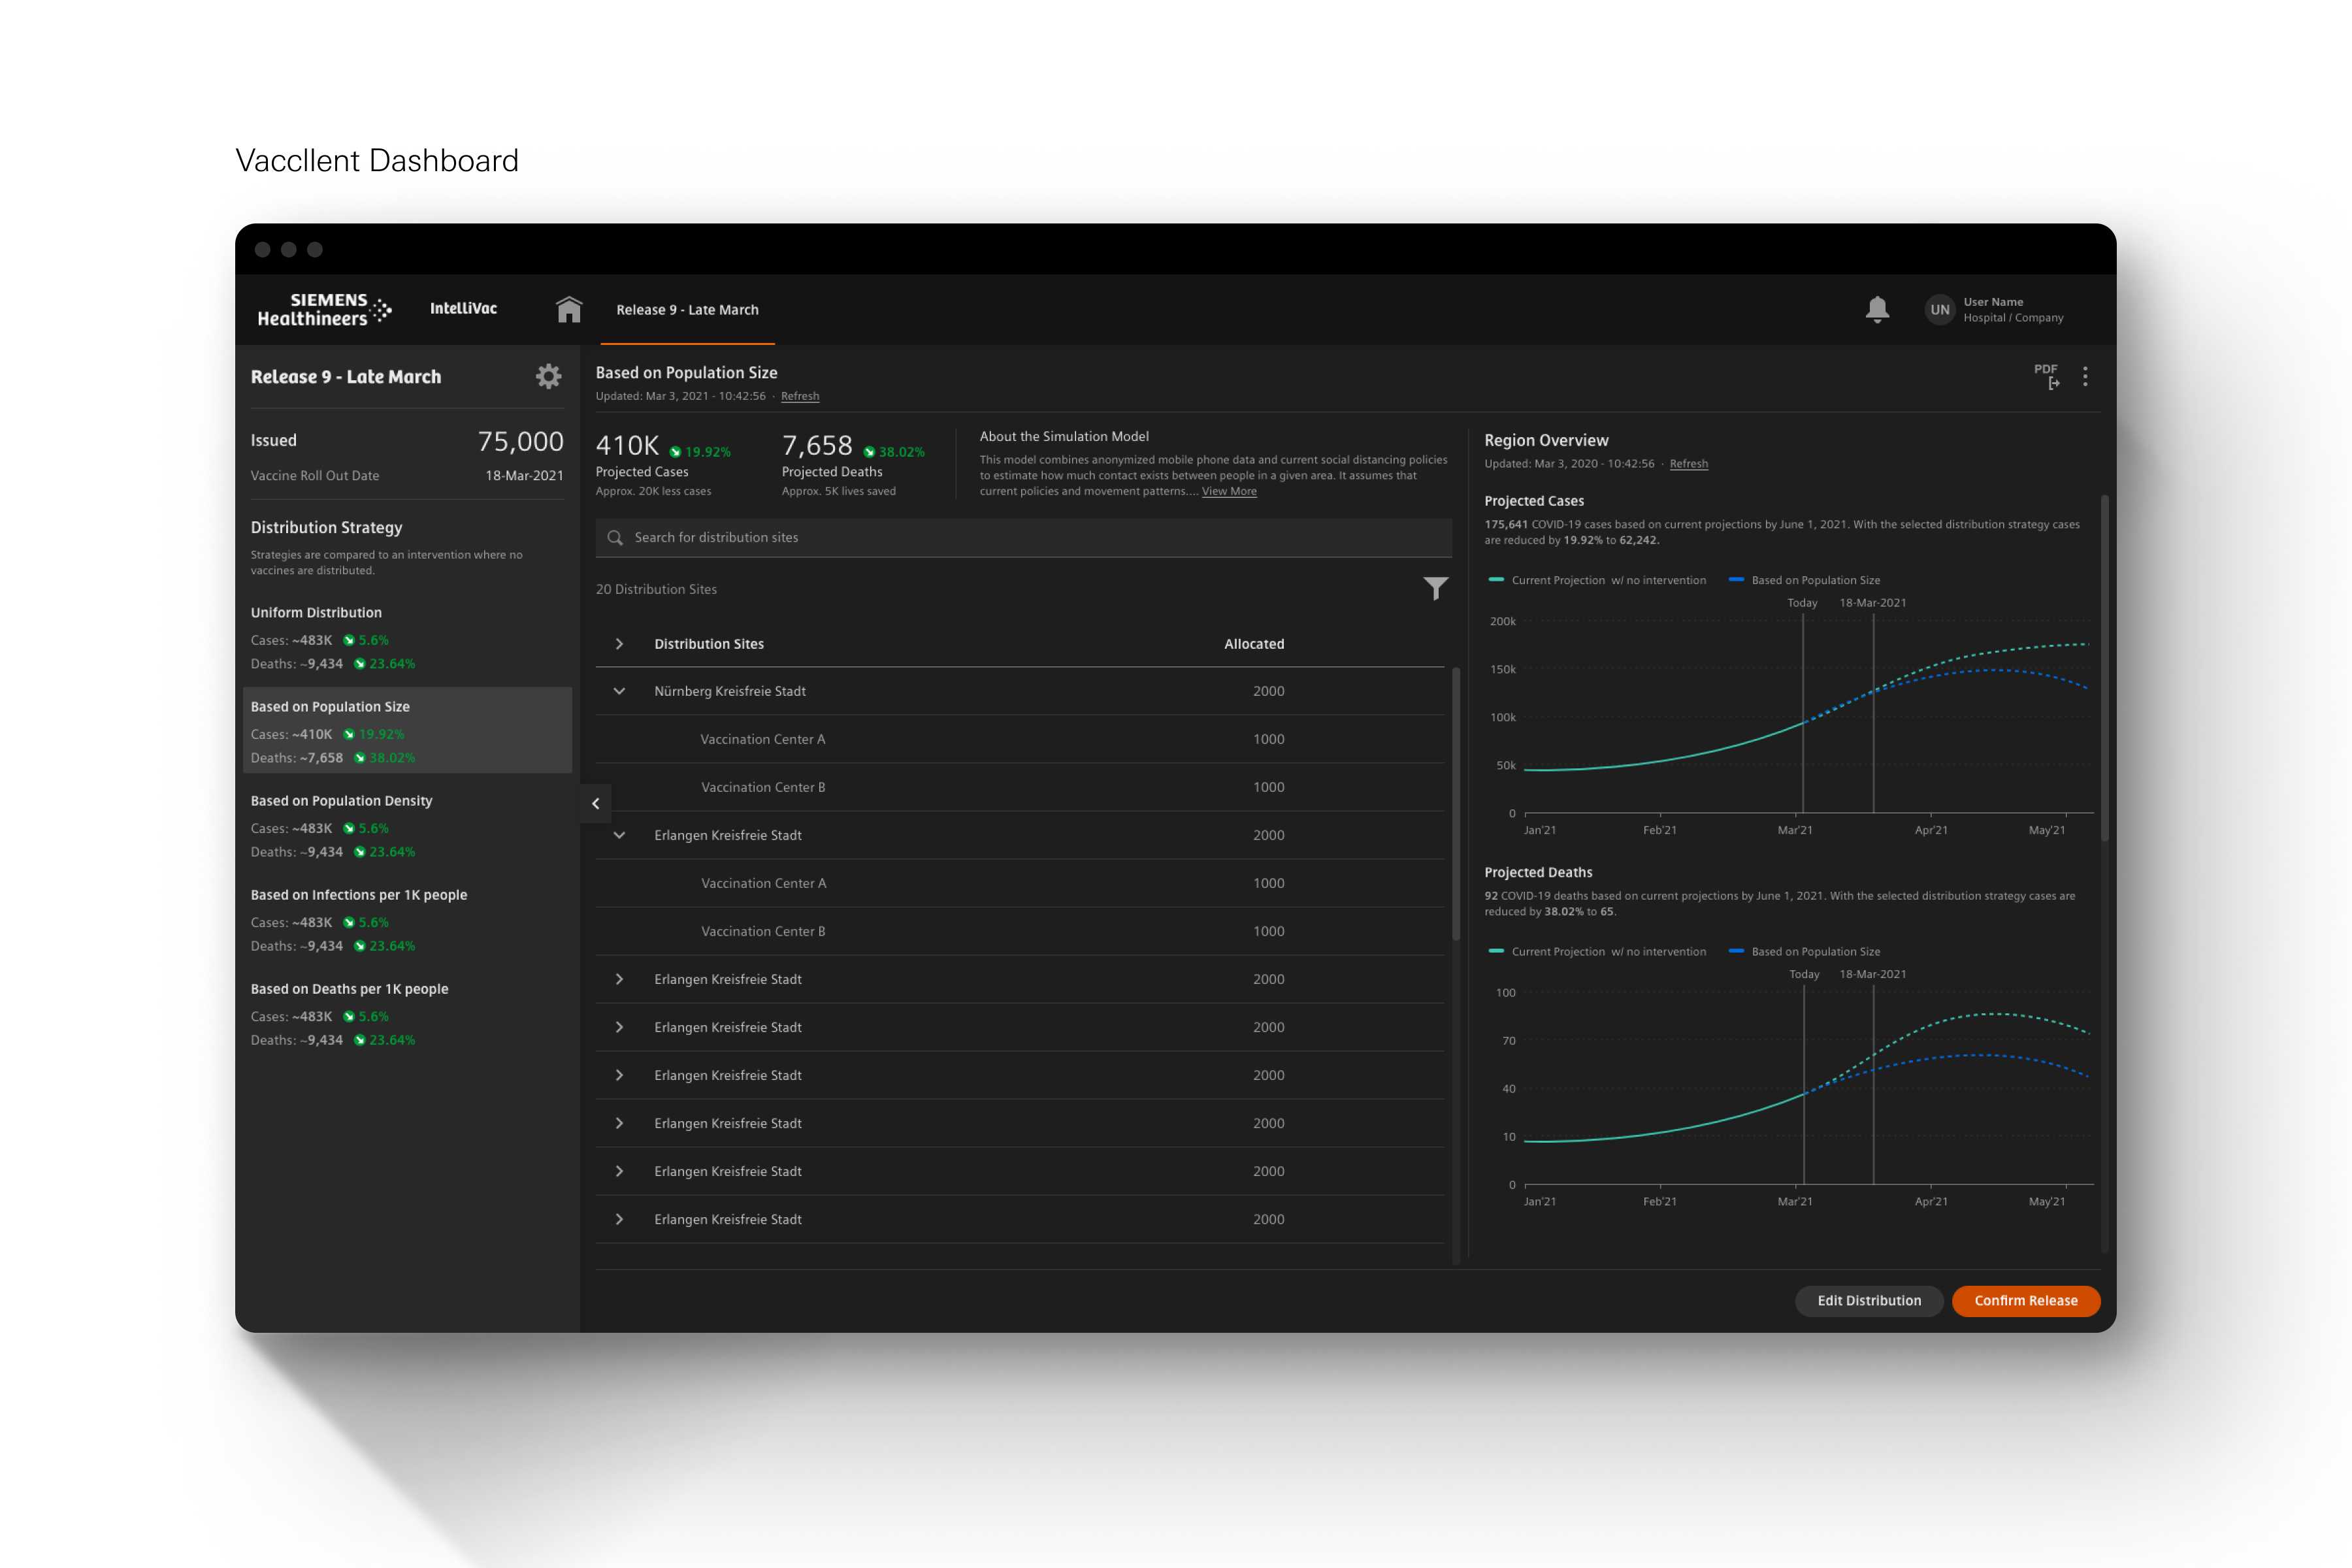 Vaccllent Dashboard
SIEMENS
Healthineers
IntelliVac
Release 9 - Late March
UN
User Name
Hospital / Company
Release 9 - Late March
Issued 75,000
Vaccine Roll Out Date 18-Mar-2021
Distribution Strategy
Strategies are compared to an intervention where no
vaccines are distributed.
Uniform Distribution
Cases: ~483K 5.6%
Deaths: ~9,434 23.64%
Based on Population Size
Cases: ~410K 19.92%
Deaths: ~7,658 38.02%
Based on Population Density
Cases: ~483K 5.6%
Deaths: ~9,434 23.64%
Based on Infections per 1K people
Cases: ~483K 5.6%
Deaths: ~9,434 23.64%
Based on Deaths per 1K people
Cases: ~483K 5.6%
Deaths: ~9,434 23.64%
Based on Population Size
Updated: Mar 3, 2021 - 10:42:56 · Refresh
PDF
410K 19.92%
Projected Cases
Approx. 20K less cases
7,658 38.02%
Projected Deaths
Approx. 5K lives saved
About the Simulation Model
This model combines anonymized mobile phone data and current social distancing policies
to estimate how much contact exists between people in a given area. It assumes that
current policies and movement patterns.... View More
Search for distribution sites
20 Distribution Sites
Distribution Sites Allocated
Nürnberg Kreisfreie Stadt 2000
Vaccination Center A 1000
Vaccination Center B 1000
Erlangen Kreisfreie Stadt 2000
Vaccination Center A 1000
Vaccination Center B 1000
Erlangen Kreisfreie Stadt 2000
Erlangen Kreisfreie Stadt 2000
Erlangen Kreisfreie Stadt 2000
Erlangen Kreisfreie Stadt 2000
Erlangen Kreisfreie Stadt 2000
Erlangen Kreisfreie Stadt 2000
Region Overview
Updated: Mar 3, 2020 - 10:42:56 · Refresh
Projected Cases
175,641 COVID-19 cases based on current projections by June 1, 2021. With the selected distribution strategy cases
are reduced by 19.92% to 62,242.
Current Projection w/ no intervention Based on Population Size
Today 18-Mar-2021
200k
150k
100k
50k
0
Jan'21 Feb'21 Mar'21 Apr'21 May'21
Projected Deaths
92 COVID-19 deaths based on current projections by June 1, 2021. With the selected distribution strategy cases are
reduced by 38.02% to 65.
Current Projection w/ no intervention Based on Population Size
Today 18-Mar-2021
100
70
40
10
0
Jan'21 Feb'21 Mar'21 Apr'21 May'21
Edit Distribution
Confirm Release